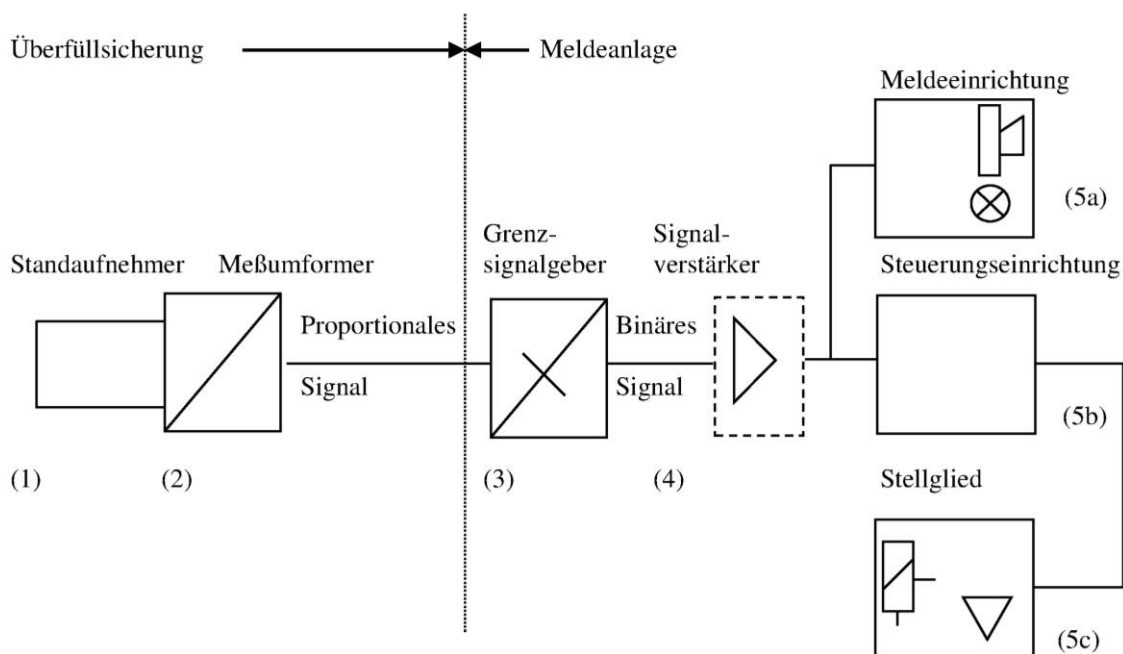 Überfüllsicherung
Meldeanlage
Meldeeinrichtung
(5a)
Grenz-
signalgeber
Signal-
verstärker
Standaufnehmer
Meßumformer
Steuerungseinrichtung
Proportionales
Signal
Binäres
Signal
(5b)
(1)
(2)
(3)
(4)
Stellglied
(5c)